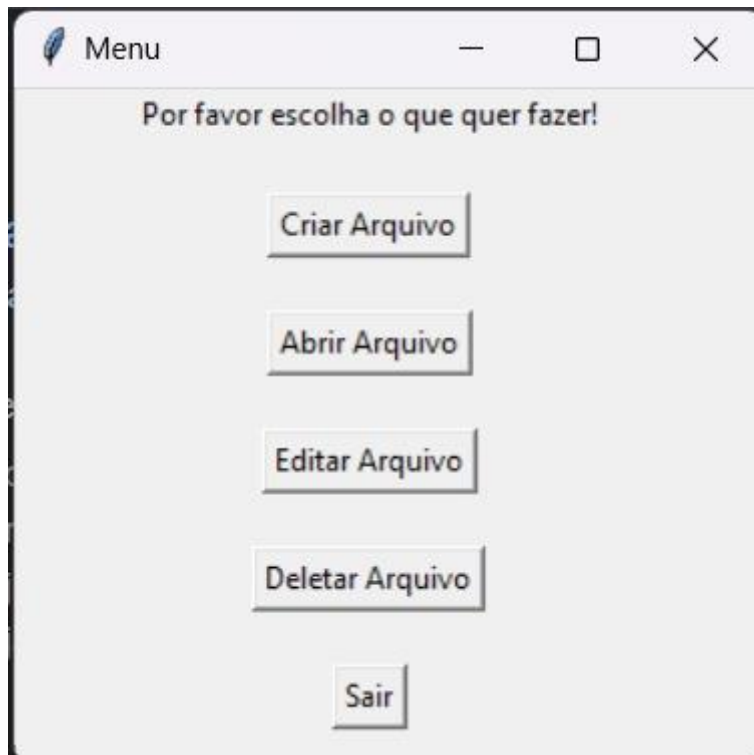 Menu
Por favor escolha o que quer fazer!
Criar Arquivo
Abrir Arquivo
Editar Arquivo
Deletar Arquivo
Sair